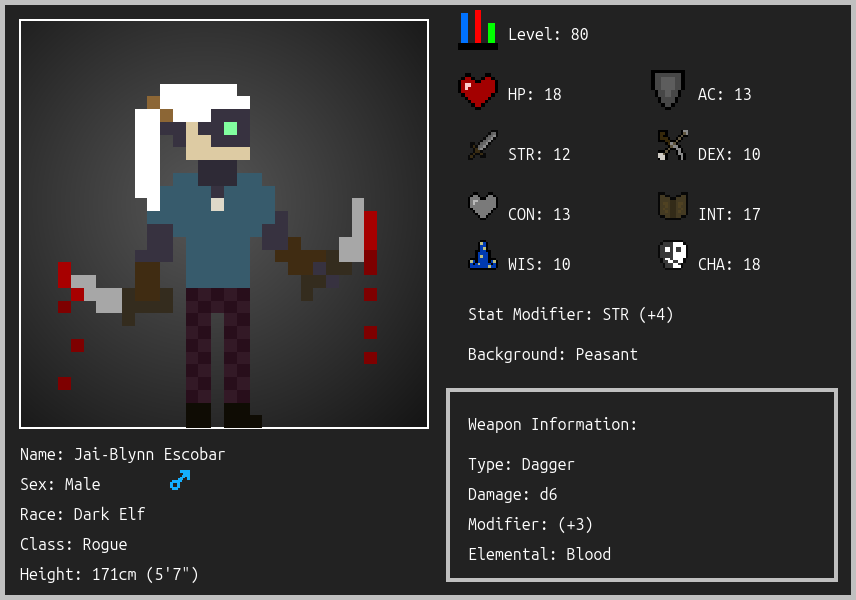 Level: 80
HP: 18
AC: 13
STR: 12
DEX: 10
CON: 13
INT: 17
WIS: 10
CHA: 18
Stat Modifier: STR (+4)
Background: Peasant
Weapon Information:
Type: Dagger
Damage: d6
Modifier: (+3)
Elemental: Blood
Name: Jai-Blynn Escobar
Sex: Male
Race: Dark Elf
Class: Rogue
Height: 171cm (5'7")